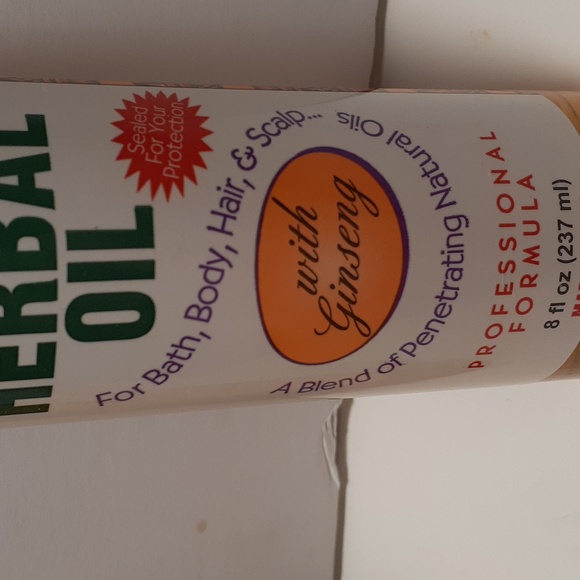 HERBAL
OIL
Sealed
For Your
Protection
For Bath, Body, Hair, & Scalp...
with
Ginseng
A Blend of Penetrating Natural Oils
PROFESSIONAL
FORMULA
8 fl oz (237 ml)